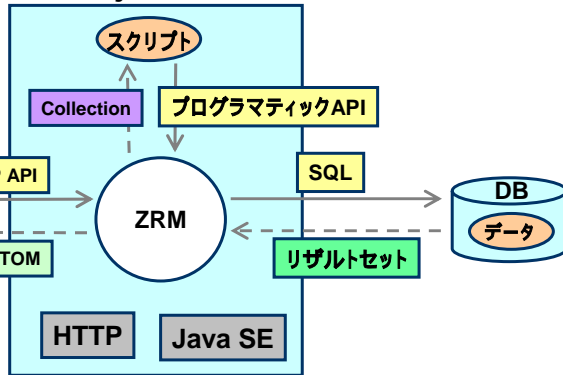 スクリプト
Collection
プログラマティックAPI
API
SQL
ZRM
DB
データ
TOM
リザルトセット
HTTP
Java SE